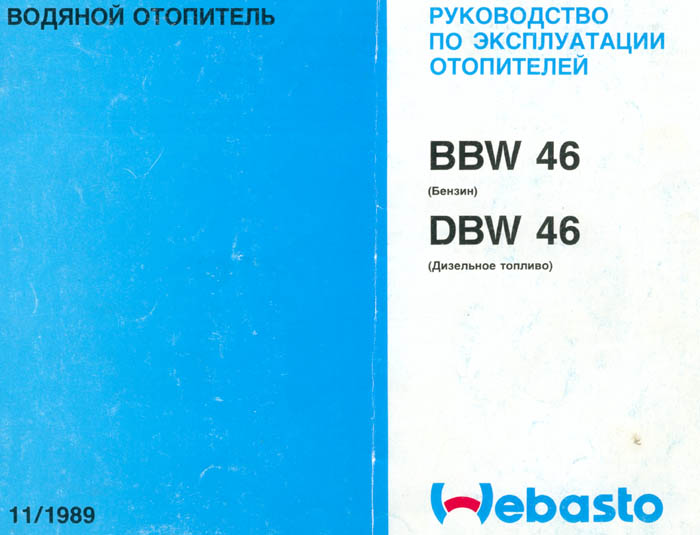 ВОДЯНОЙ ОТОПИТЕЛЬ
11/1989
РУКОВОДСТВО
ПО ЭКСПЛУАТАЦИИ
ОТОПИТЕЛЕЙ
BBW 46
(Бензин)
DBW 46
(Дизельное топливо)
Webasto